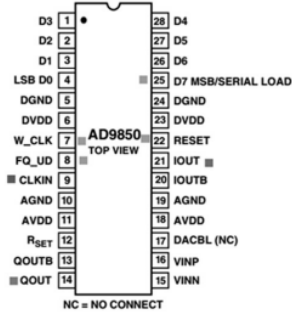 D3 1 28 D4
D2 2 27 D5
D1 3 26 D6
LSB D0 4 25 D7 MSB/SERIAL LOAD
DGND 5 24 DGND
DVDD 6 23 DVDD
W_CLK 7 AD9850 22 RESET
TOP VIEW
FQ_UD 8 21 IOUT
CLKIN 9 20 IOUTB
AGND 10 19 AGND
AVDD 11 18 AVDD
RSET 12 17 DACBL (NC)
QOUTB 13 16 VINP
QOUT 14 15 VINN
NC = NO CONNECT